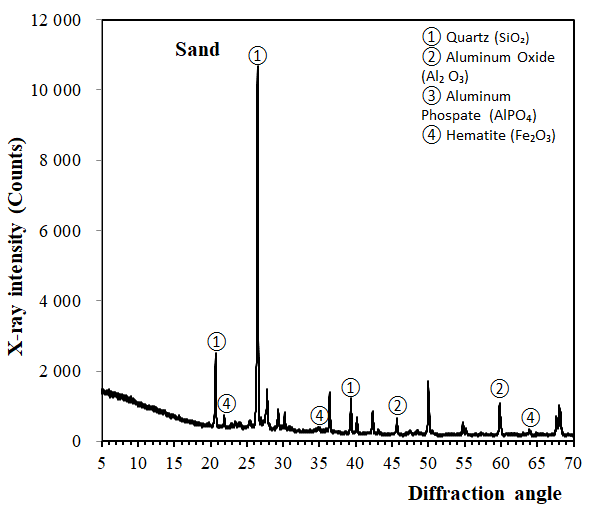 12 000
Sand
① Quartz (SiO₂)
② Aluminum Oxide
(Al₂ O₃)
③ Aluminum
Phospate (AlPO₄)
④ Hematite (Fe₂O₃)
①
10 000
8 000
6 000
4 000
2 000
0
X-ray intensity (Counts)
①
④
④
①
②
②
④
5 10 15 20 25 30 35 40 45 50 55 60 65 70
Diffraction angle